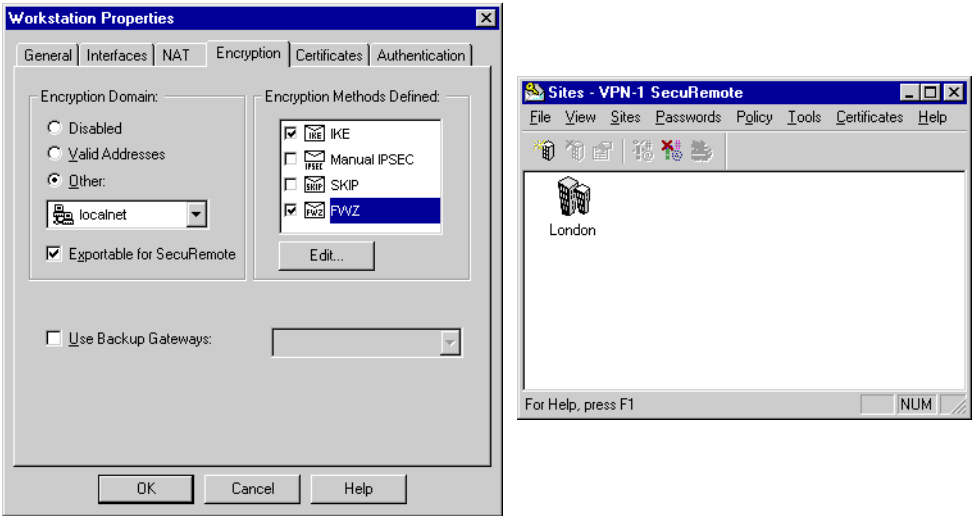 Workstation Properties
General Interfaces NAT Encryption Certificates Authentication
Encryption Domain:
Disabled
Valid Addresses
Other:
localnet
Exportable for SecuRemote
Encryption Methods Defined:
IKE IKE
IPSEC Manual IPSEC
SKIP SKIP
FWZ FWZ
Edit...
Use Backup Gateways:
OK Cancel Help
Sites - VPN-1 SecuRemote
File View Sites Passwords Policy Tools Certificates Help
London
For Help, press F1 NUM